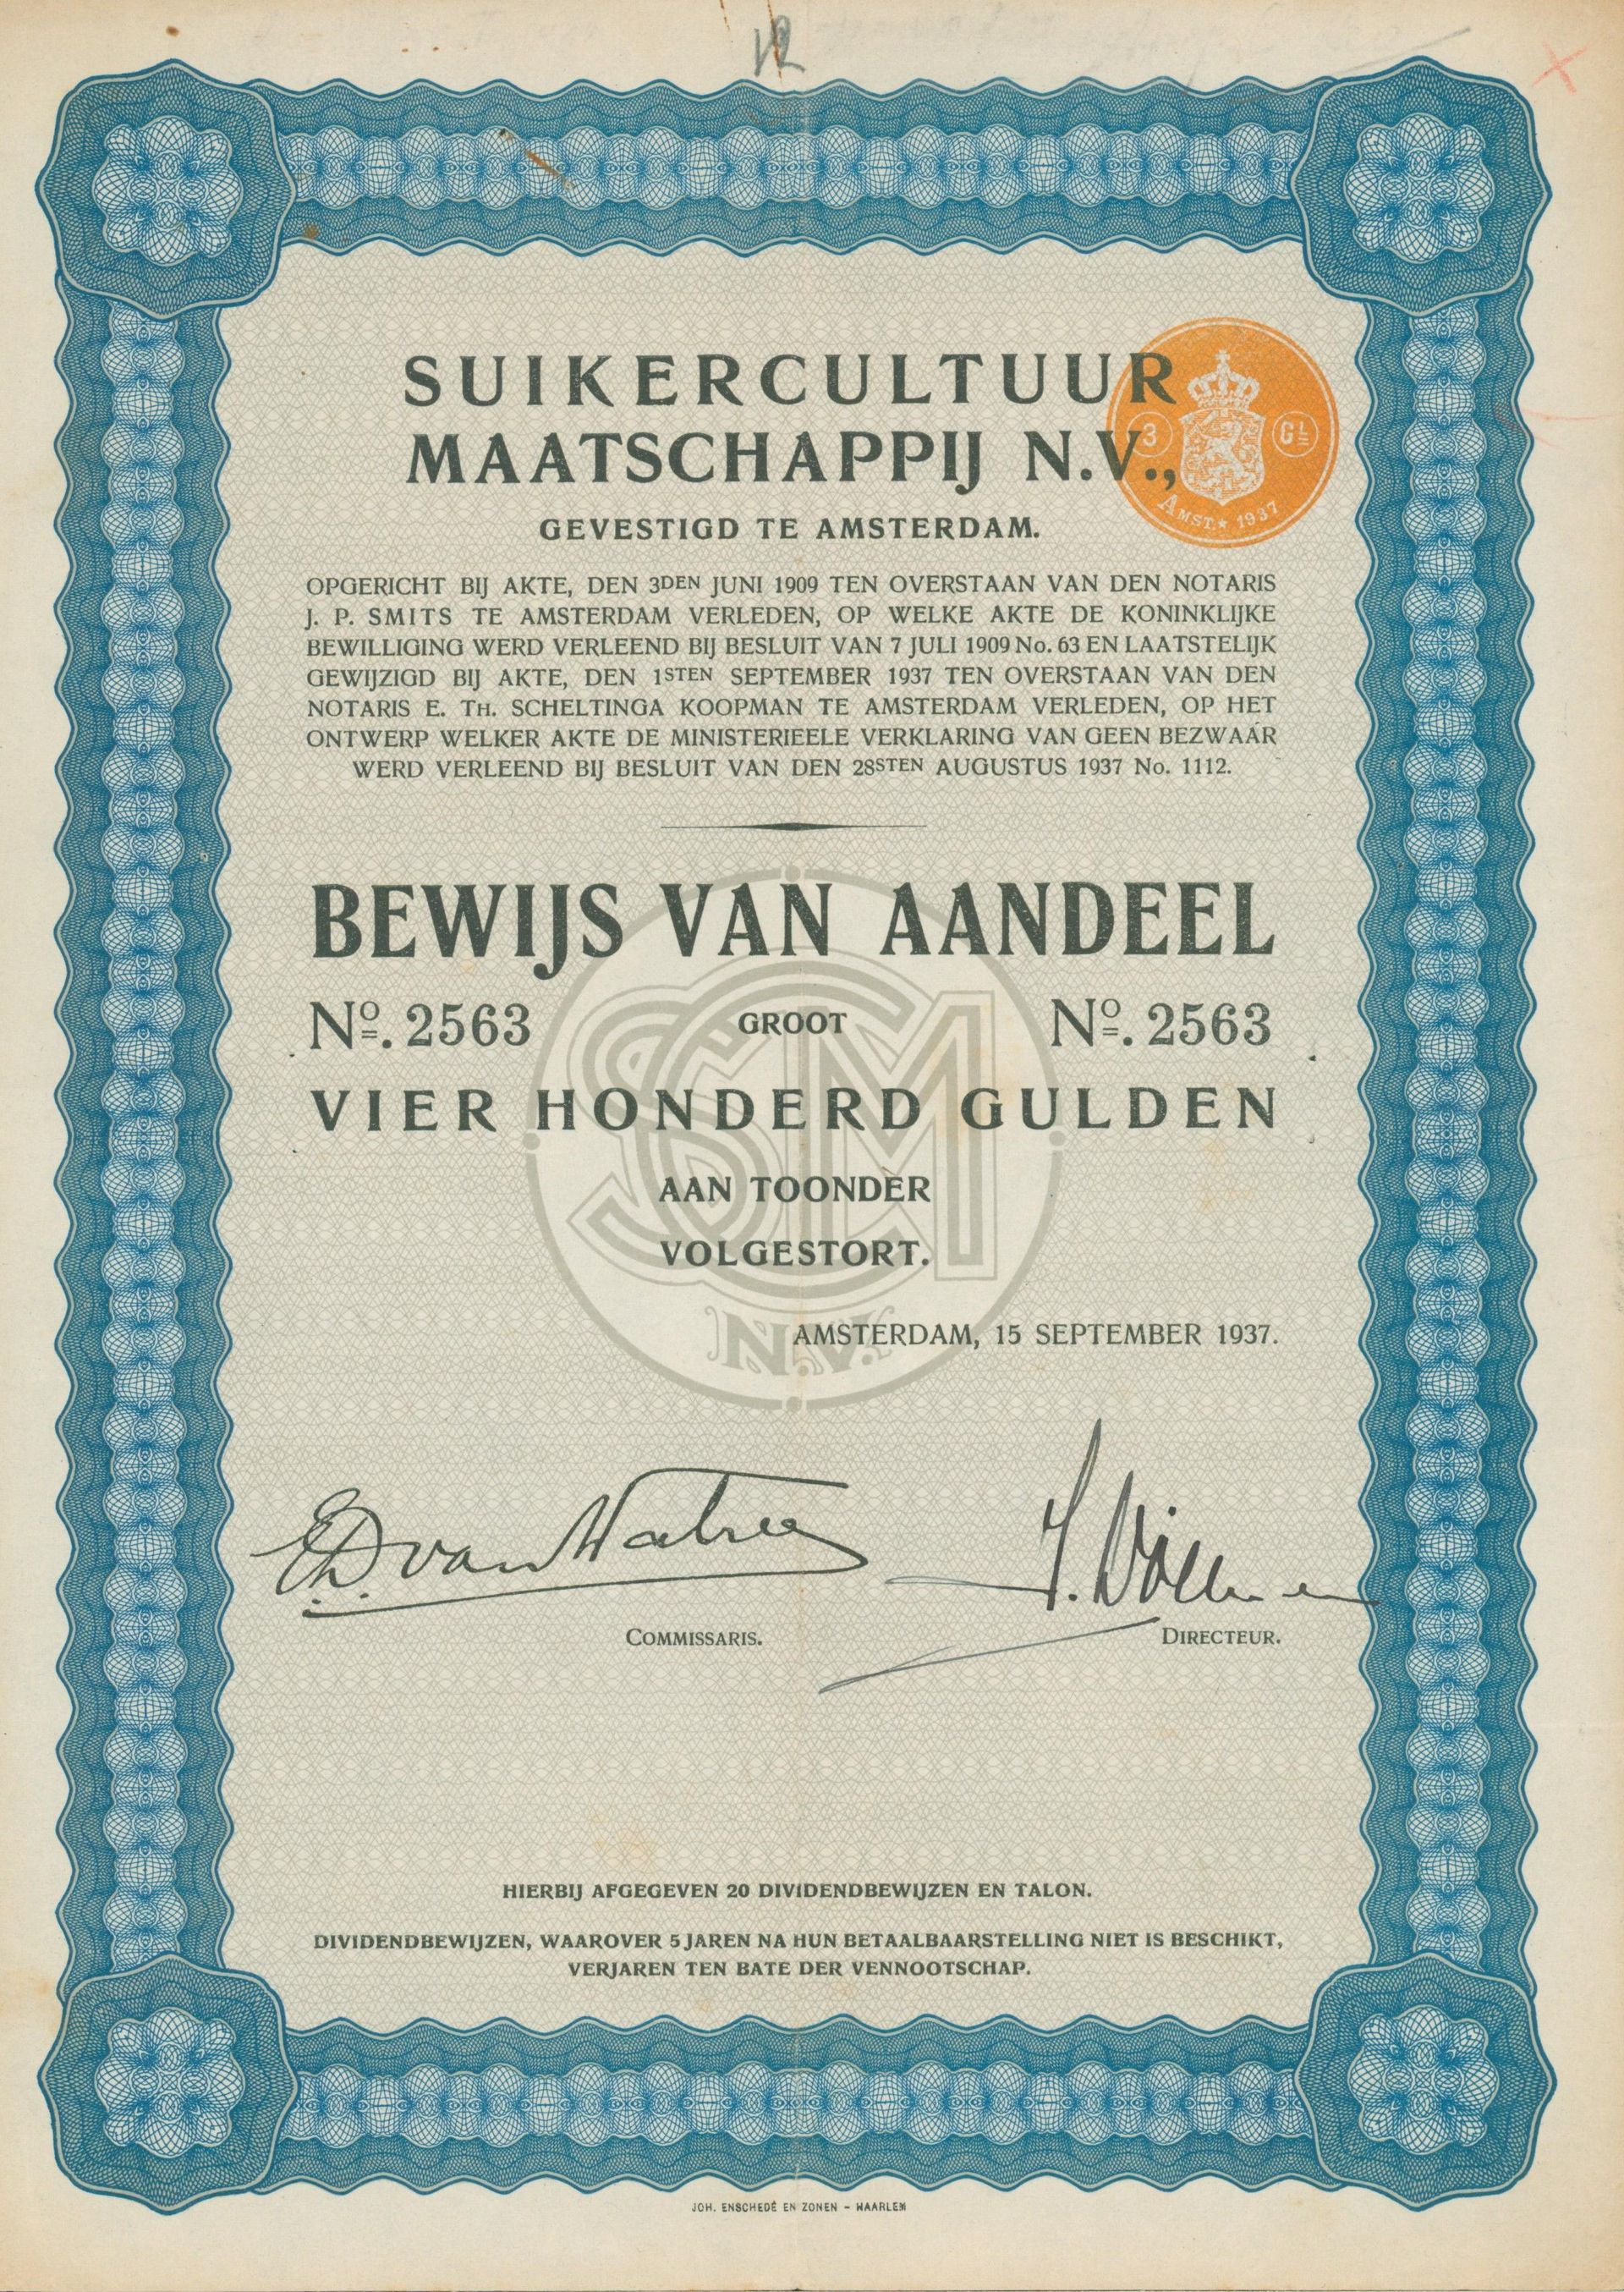 12
SUIKERCULTUUR
MAATSCHAPPIJ N.V.,
3 GL
AMST. ★ 1937
GEVESTIGD TE AMSTERDAM.
OPGERICHT BIJ AKTE, DEN 3DEN JUNI 1909 TEN OVERSTAAN VAN DEN NOTARIS
J. P. SMITS TE AMSTERDAM VERLEDEN, OP WELKE AKTE DE KONINKLIJKE
BEWILLIGING WERD VERLEEND BIJ BESLUIT VAN 7 JULI 1909 No. 63 EN LAATSTELIJK
GEWIJZIGD BIJ AKTE, DEN 1STEN SEPTEMBER 1937 TEN OVERSTAAN VAN DEN
NOTARIS E. TH. SCHELTINGA KOOPMAN TE AMSTERDAM VERLEDEN, OP HET
ONTWERP WELKER AKTE DE MINISTERIEELE VERKLARING VAN GEEN BEZWAAR
WERD VERLEEND BIJ BESLUIT VAN DEN 28STEN AUGUSTUS 1937 No. 1112.
BEWIJS VAN AANDEEL
Nº. 2563 GROOT Nº. 2563
VIER HONDERD GULDEN
SCM
AAN TOONDER
VOLGESTORT.
N.V.
AMSTERDAM, 15 SEPTEMBER 1937.
COMMISSARIS. DIRECTEUR.
HIERBIJ AFGEGEVEN 20 DIVIDENDBEWIJZEN EN TALON.
DIVIDENDBEWIJZEN, WAAROVER 5 JAREN NA HUN BETAALBAARSTELLING NIET IS BESCHIKT,
VERJAREN TEN BATE DER VENNOOTSCHAP.
JOH. ENSCHEDÉ EN ZONEN - HAARLEM